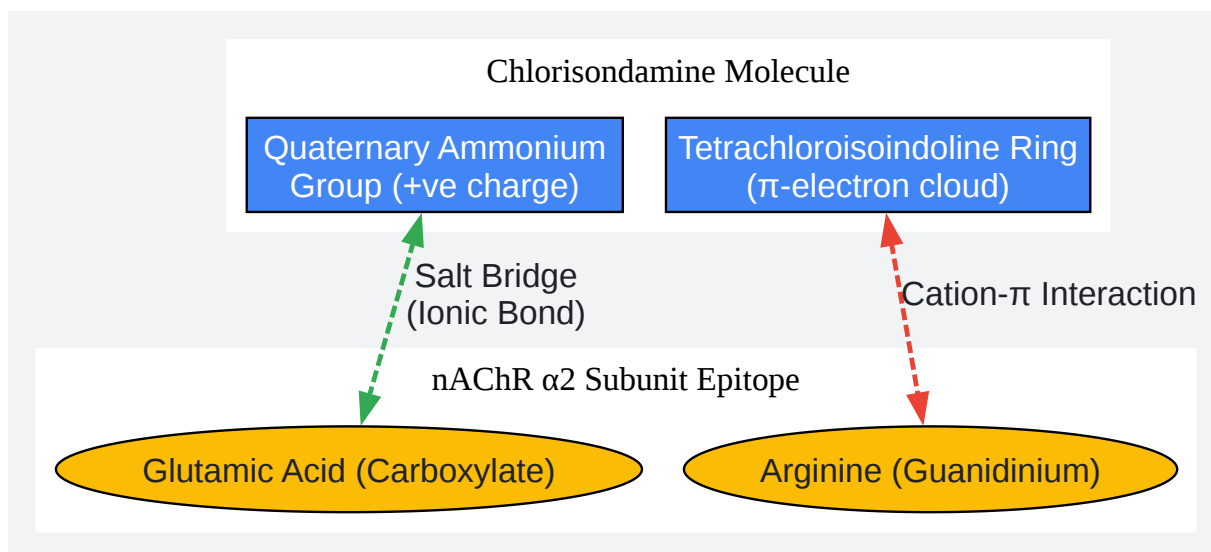 Chlorisondamine Molecule
Quaternary Ammonium
Group (+ve charge)
Tetrachloroisoindoline Ring
(π-electron cloud)
Salt Bridge
(Ionic Bond)
Cation-π Interaction
nAChR α2 Subunit Epitope
Glutamic Acid (Carboxylate)
Arginine (Guanidinium)